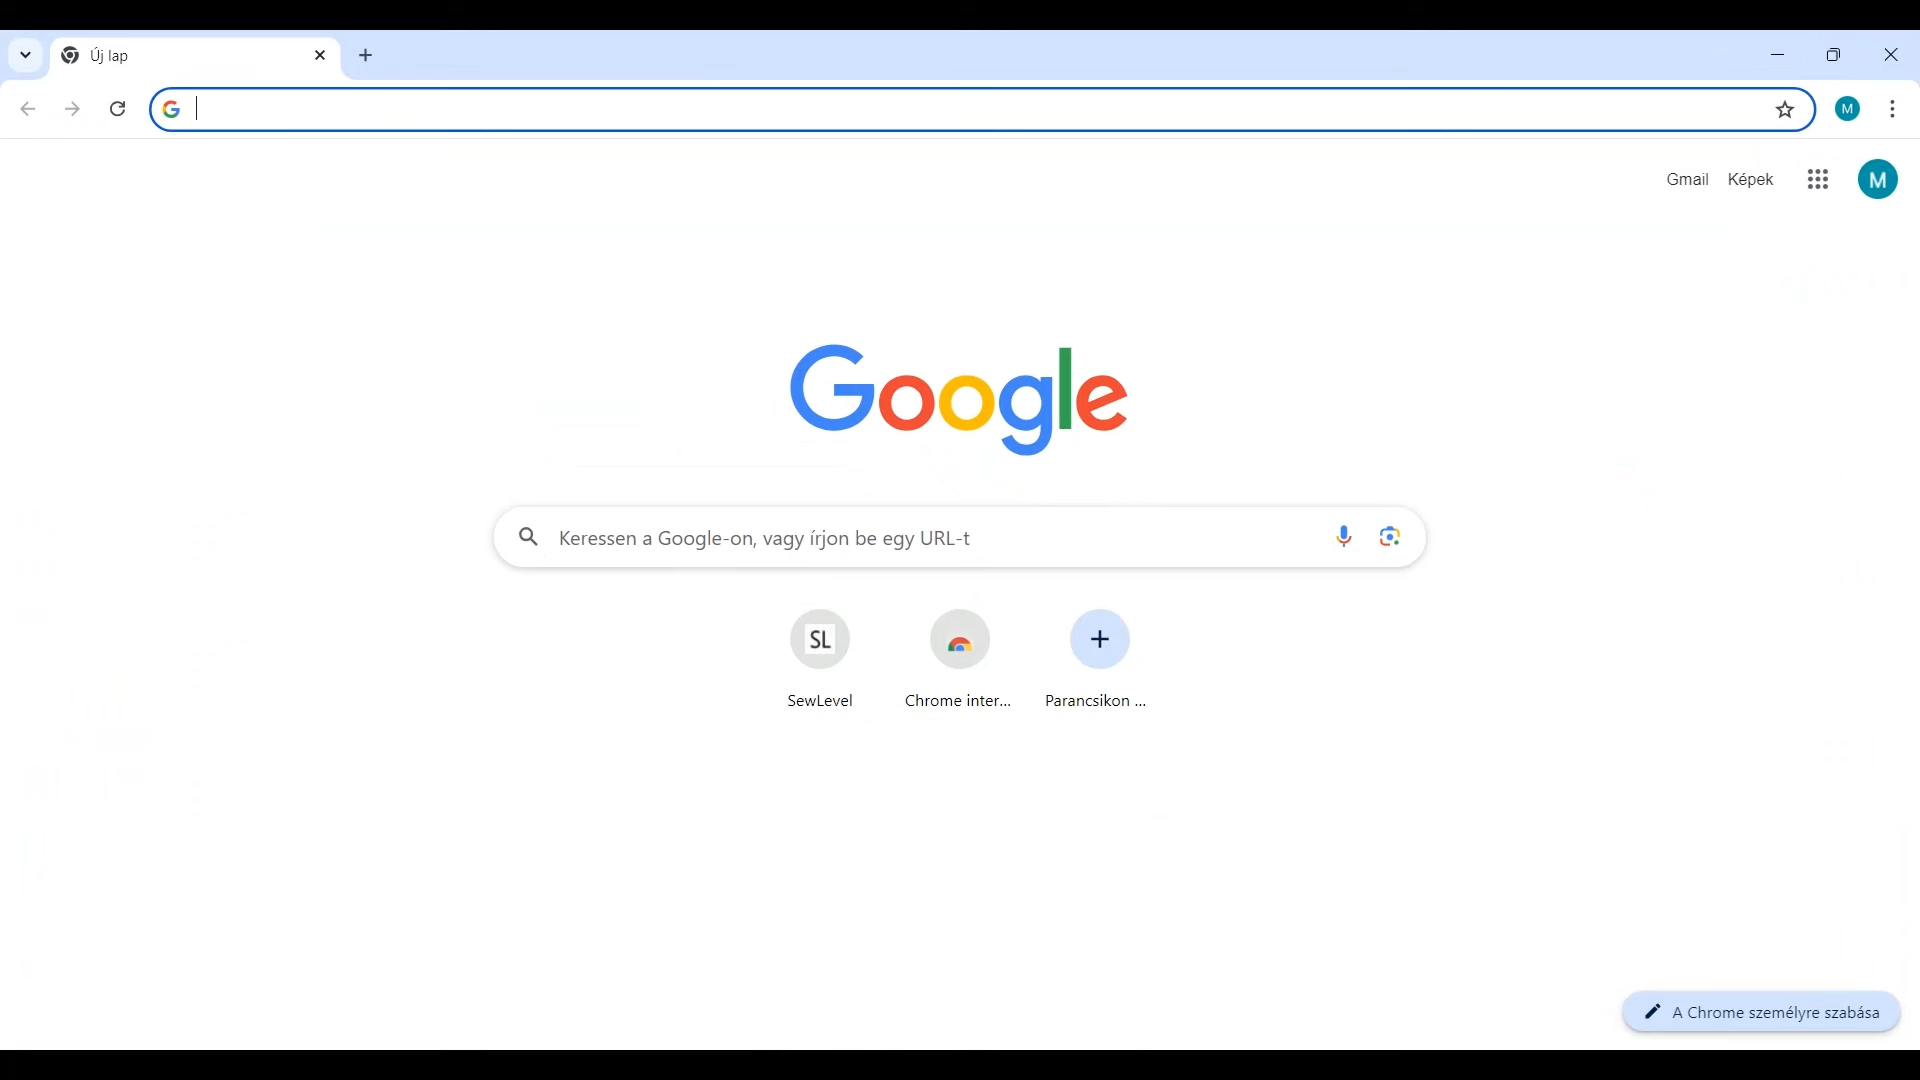 Új lap
M
Gmail Képek
M
Google
Keressen a Google-on, vagy írjon be egy URL-t
SL
SewLevel
Chrome inter...
Parancsikon ...
A Chrome személyre szabása